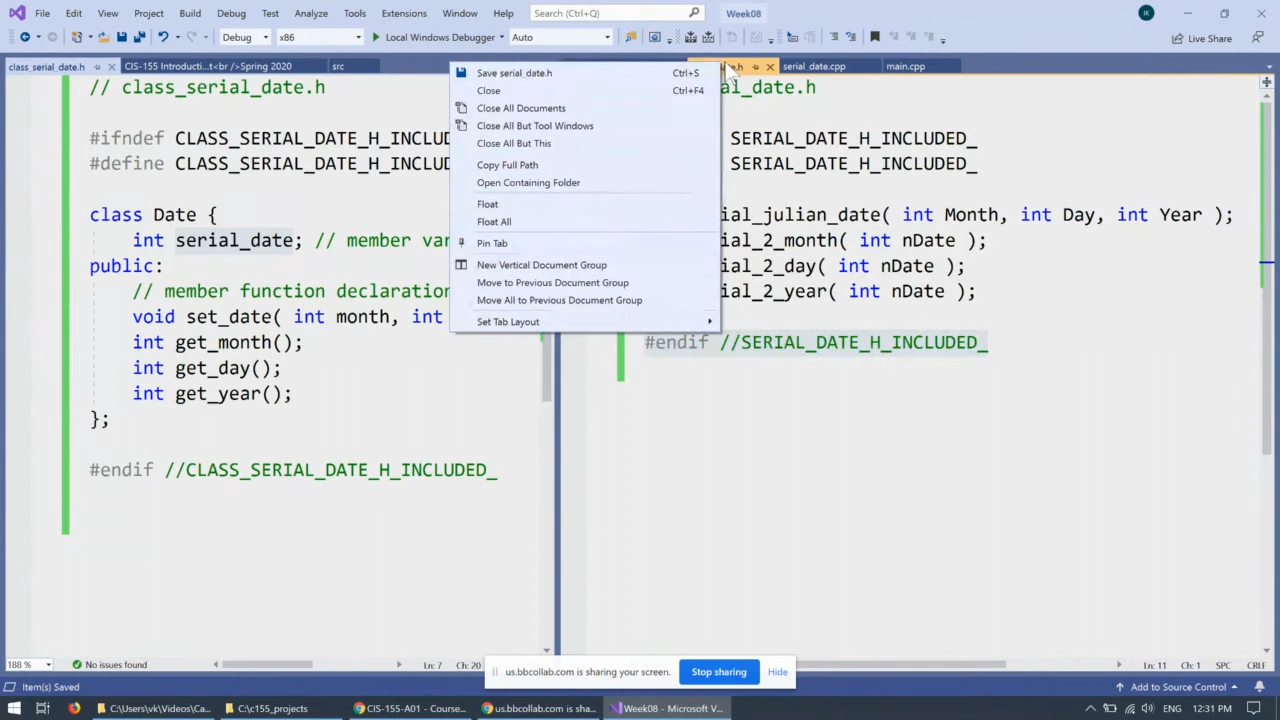 File Edit View Project Build Debug Test Analyze Tools Extensions Window Help Search (Ctrl+Q) Week08 IK
Debug x86 Local Windows Debugger Auto Live Share
class_serial_date.h CIS-155 Introducti...t<br />Spring 2020 src serial_date.cpp main.cpp
// class_serial_date.h
#ifndef CLASS_SERIAL_DATE_H_INCLU
#define CLASS_SERIAL_DATE_H_INCLU
class Date {
int serial_date; // member var
public:
// member function declaration
void set_date( int month, int
int get_month();
int get_day();
int get_year();
};
#endif //CLASS_SERIAL_DATE_H_INCLUDED_
Save serial_date.h Ctrl+S
Close Ctrl+F4
Close All Documents
Close All But Tool Windows
Close All But This
Copy Full Path
Open Containing Folder
Float
Float All
Pin Tab
New Vertical Document Group
Move to Previous Document Group
Move All to Previous Document Group
Set Tab Layout
al_date.h
SERIAL_DATE_H_INCLUDED_
SERIAL_DATE_H_INCLUDED_
ial_julian_date( int Month, int Day, int Year );
ial_2_month( int nDate );
ial_2_day( int nDate );
ial_2_year( int nDate );
#endif //SERIAL_DATE_H_INCLUDED_
188 % No issues found Ln: 7 Ch: 20
Ln: 11 Ch: 1 SPC CRLF
us.bbcollab.com is sharing your screen. Stop sharing Hide
Item(s) Saved Add to Source Control
C:\Users\vk\Videos\Ca... C:\c155_projects CIS-155-A01 – Course... us.bbcollab.com is sha... Week08 - Microsoft V... ENG 12:31 PM